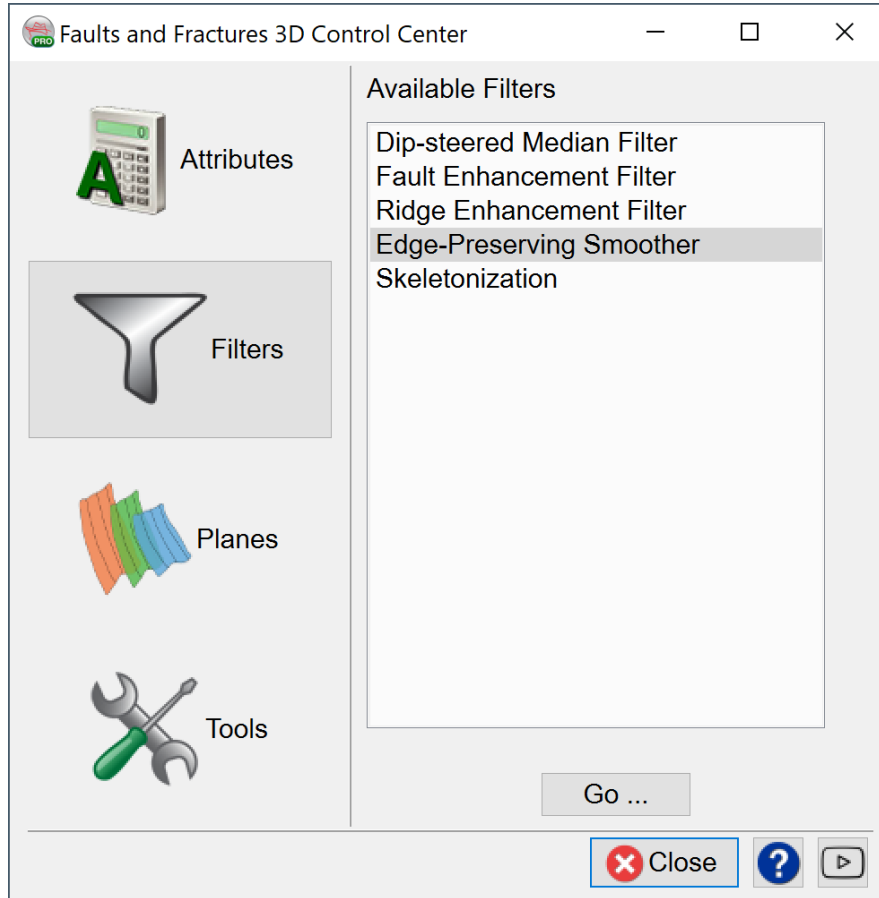 PRO Faults and Fractures 3D Control Center
Attributes
Filters
Planes
Tools
Available Filters
Dip-steered Median Filter
Fault Enhancement Filter
Ridge Enhancement Filter
Edge-Preserving Smoother
Skeletonization
Go ...
Close
?